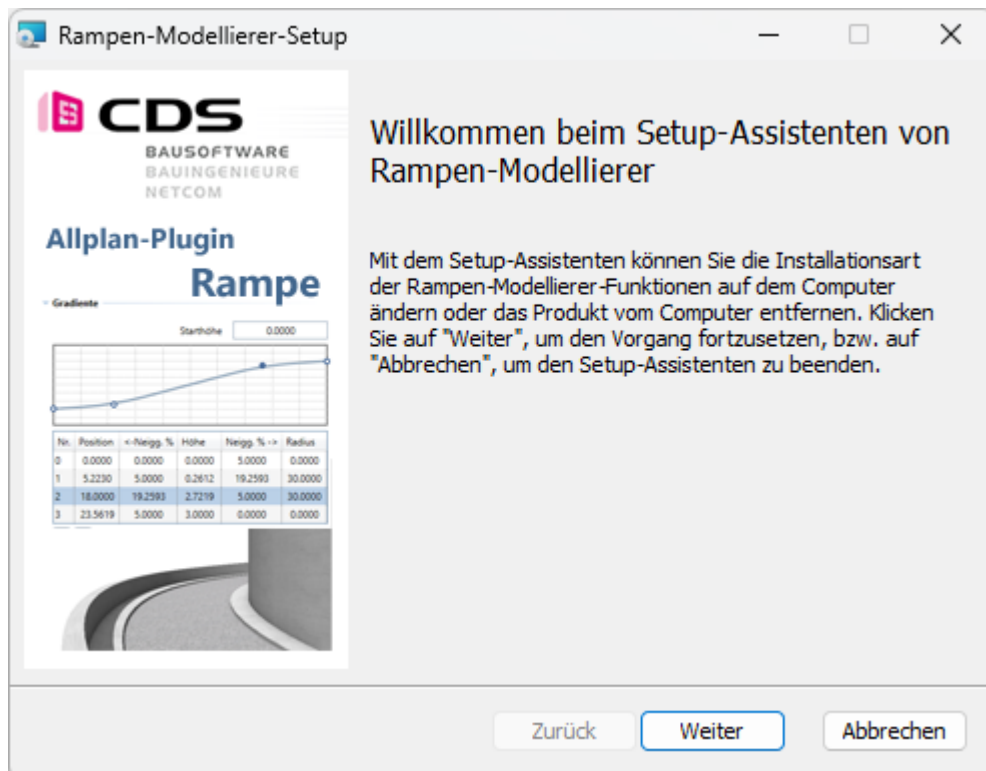 Rampen-Modellierer-Setup
CDS
BAUSOFTWARE
BAUINGENIEURE
NETCOM
Allplan-Plugin
Rampe
Gradiente
Starthöhe 0.0000
Nr. Position <-Neigg. % Höhe Neigg. % -> Radius
0 0.0000 0.0000 0.0000 5.0000 0.0000
1 5.2230 5.0000 0.2612 19.2593 30.0000
2 18.0000 19.2593 2.7219 5.0000 30.0000
3 23.5619 5.0000 3.0000 0.0000 0.0000
Willkommen beim Setup-Assistenten von
Rampen-Modellierer
Mit dem Setup-Assistenten können Sie die Installationsart
der Rampen-Modellierer-Funktionen auf dem Computer
ändern oder das Produkt vom Computer entfernen. Klicken
Sie auf "Weiter", um den Vorgang fortzusetzen, bzw. auf
"Abbrechen", um den Setup-Assistenten zu beenden.
Zurück Weiter Abbrechen